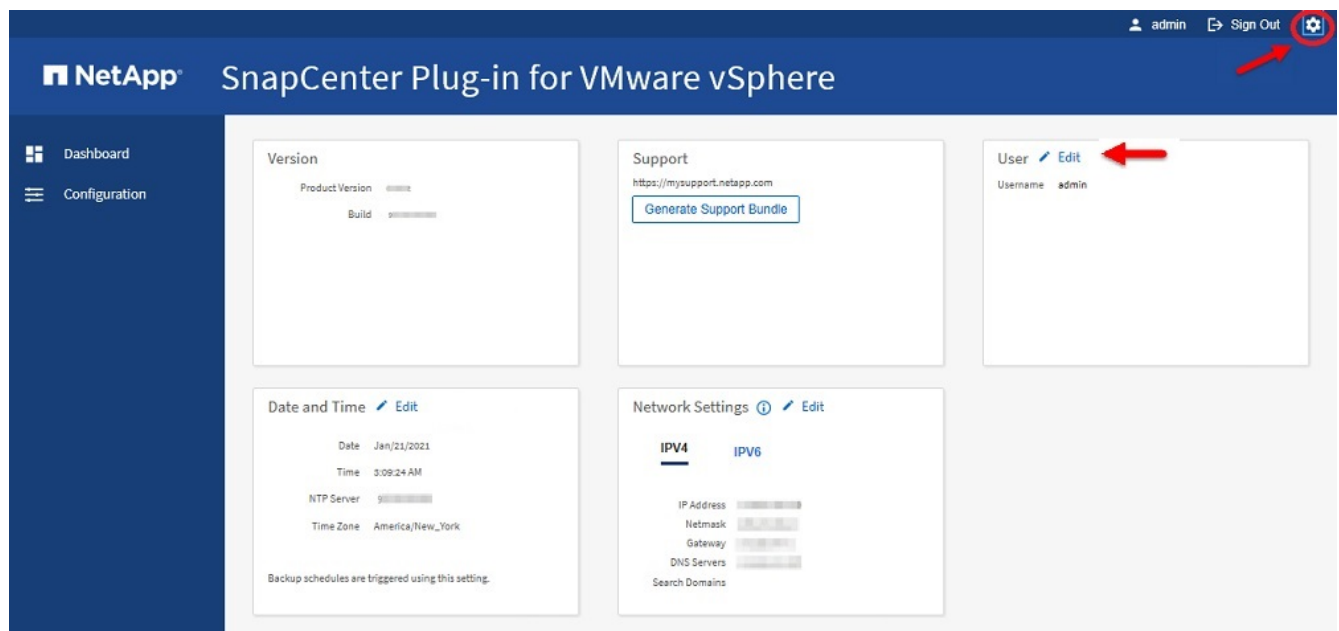 admin Sign Out
NetApp SnapCenter Plug-in for VMware vSphere
Dashboard
Configuration
Version
Product Version
Build
Support
https://mysupport.netapp.com
Generate Support Bundle
User Edit
Username admin
Date and Time Edit
Date Jan/21/2021
Time 3:09:24 AM
NTP Server
Time Zone America/New_York
Backup schedules are triggered using this setting.
Network Settings Edit
IPV4 IPV6
IP Address
Netmask
Gateway
DNS Servers
Search Domains